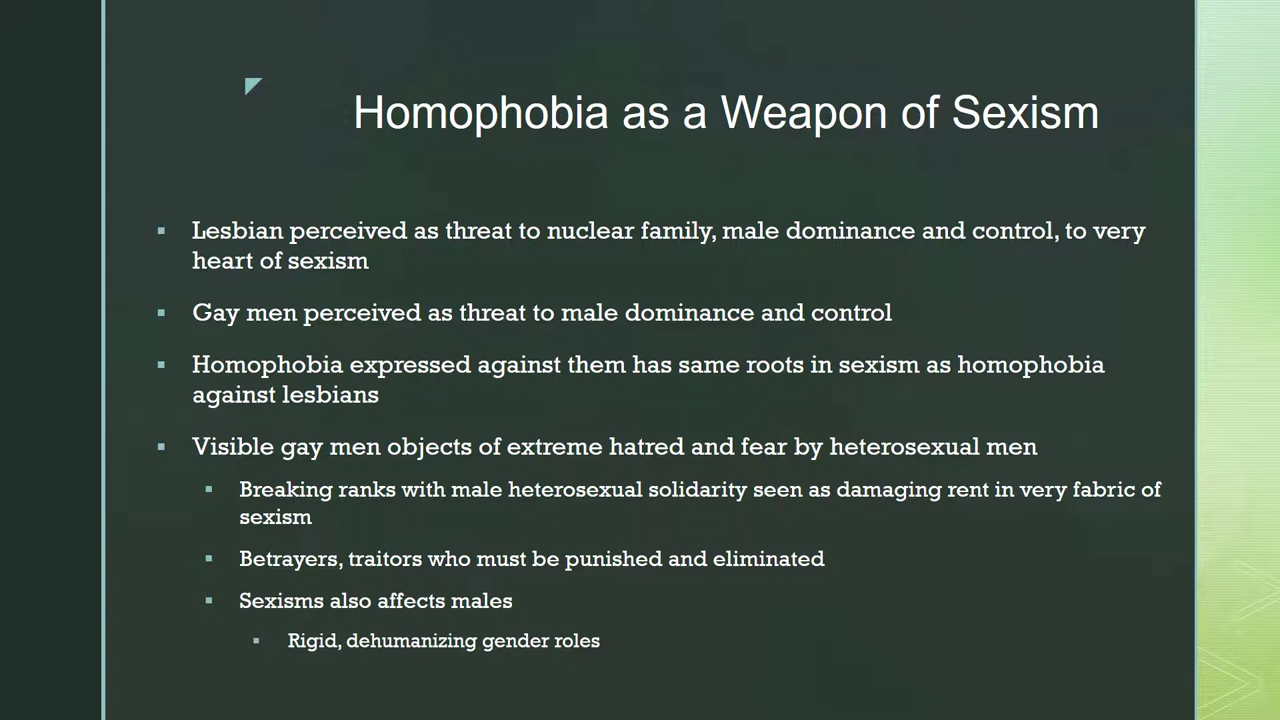 Homophobia as a Weapon of Sexism
Lesbian perceived as threat to nuclear family, male dominance and control, to very
heart of sexism
Gay men perceived as threat to male dominance and control
Homophobia expressed against them has same roots in sexism as homophobia
against lesbians
Visible gay men objects of extreme hatred and fear by heterosexual men
Breaking ranks with male heterosexual solidarity seen as damaging rent in very fabric of
sexism
Betrayers, traitors who must be punished and eliminated
Sexisms also affects males
Rigid, dehumanizing gender roles